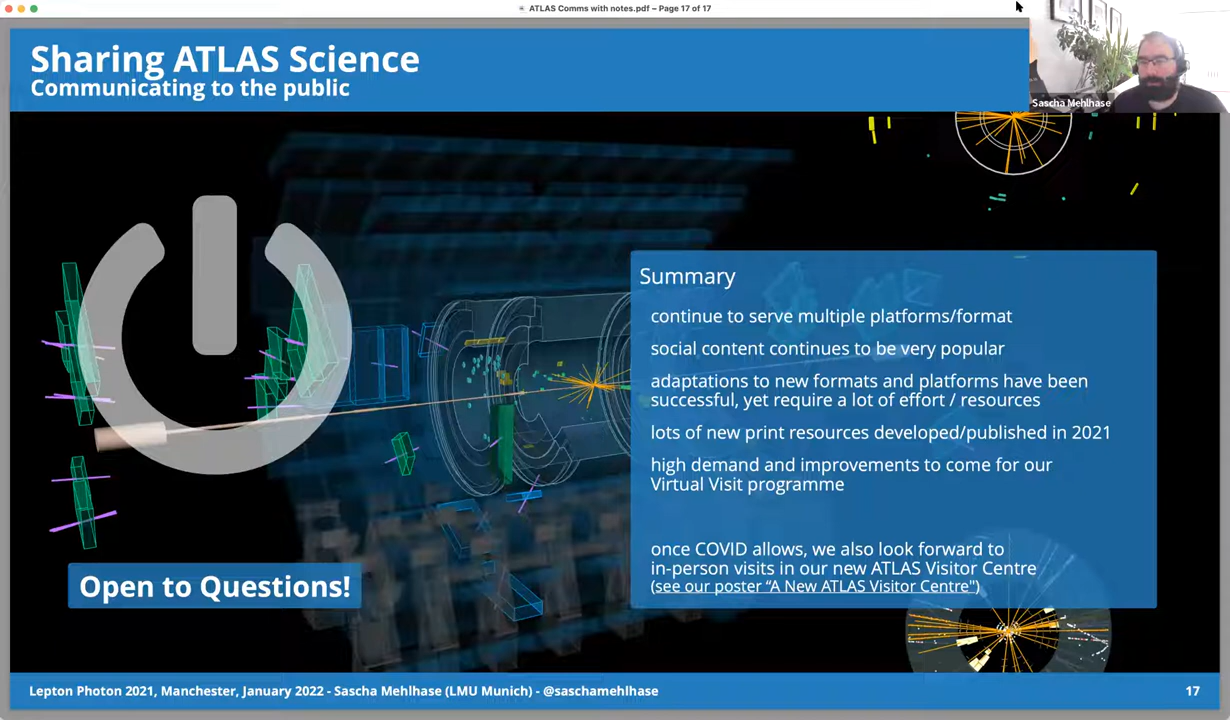 ATLAS Comms with notes.pdf – Page 17 of 17
Sharing ATLAS Science
Communicating to the public
Sascha Mehlhase
Summary
continue to serve multiple platforms/format
social content continues to be very popular
adaptations to new formats and platforms have been
successful, yet require a lot of effort / resources
lots of new print resources developed/published in 2021
high demand and improvements to come for our
Virtual Visit programme
once COVID allows, we also look forward to
in-person visits in our new ATLAS Visitor Centre
(see our poster “A New ATLAS Visitor Centre")
Open to Questions!
Lepton Photon 2021, Manchester, January 2022 - Sascha Mehlhase (LMU Munich) - @saschamehlhase
17